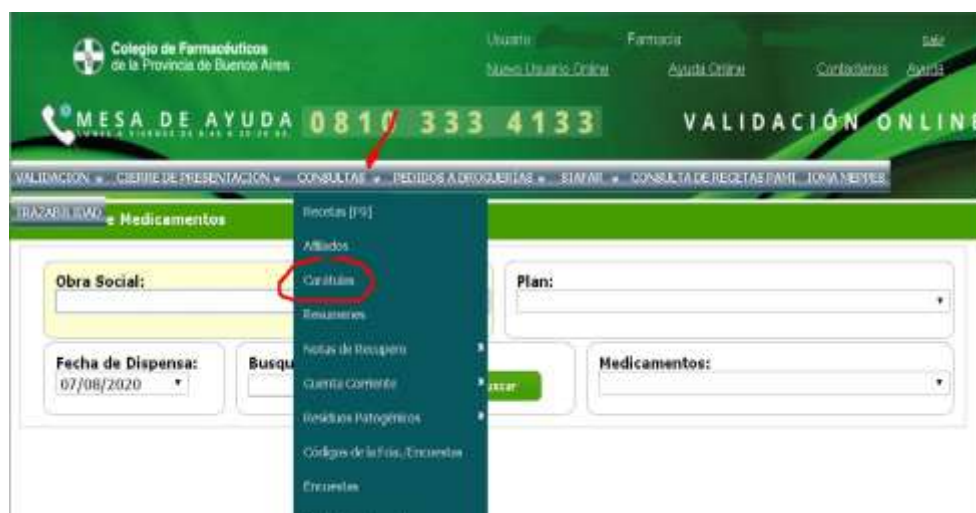 Colegio de Farmacéuticos
de la Provincia de Buenos Aires
Usuario
Farmacia
salir
Nuevo Usuario Online
Ayuda Online
Contactenos
Ayuda
MESA DE AYUDA 0810 333 4133
VALIDACIÓN ONLINE
VALIDACION
CIERRE DE PRESENTACION
CONSULTAS
PEDIDOS A DROGUERIAS
SIAFAR
CONSULTA DE RECETAS PAMI
TRAZABILIDAD
e Medicamentos
Recetas [F9]
Afiliados
Carátulas
Resumenes
Notas de Recupero
Cuenta Corriente
Residuos Patogénicos
Códigos de la Fcia./Encuestas
Encuestas
Obra Social:
Plan:
Fecha de Dispensa:
07/08/2020
Busqu
uscar
Medicamentos: